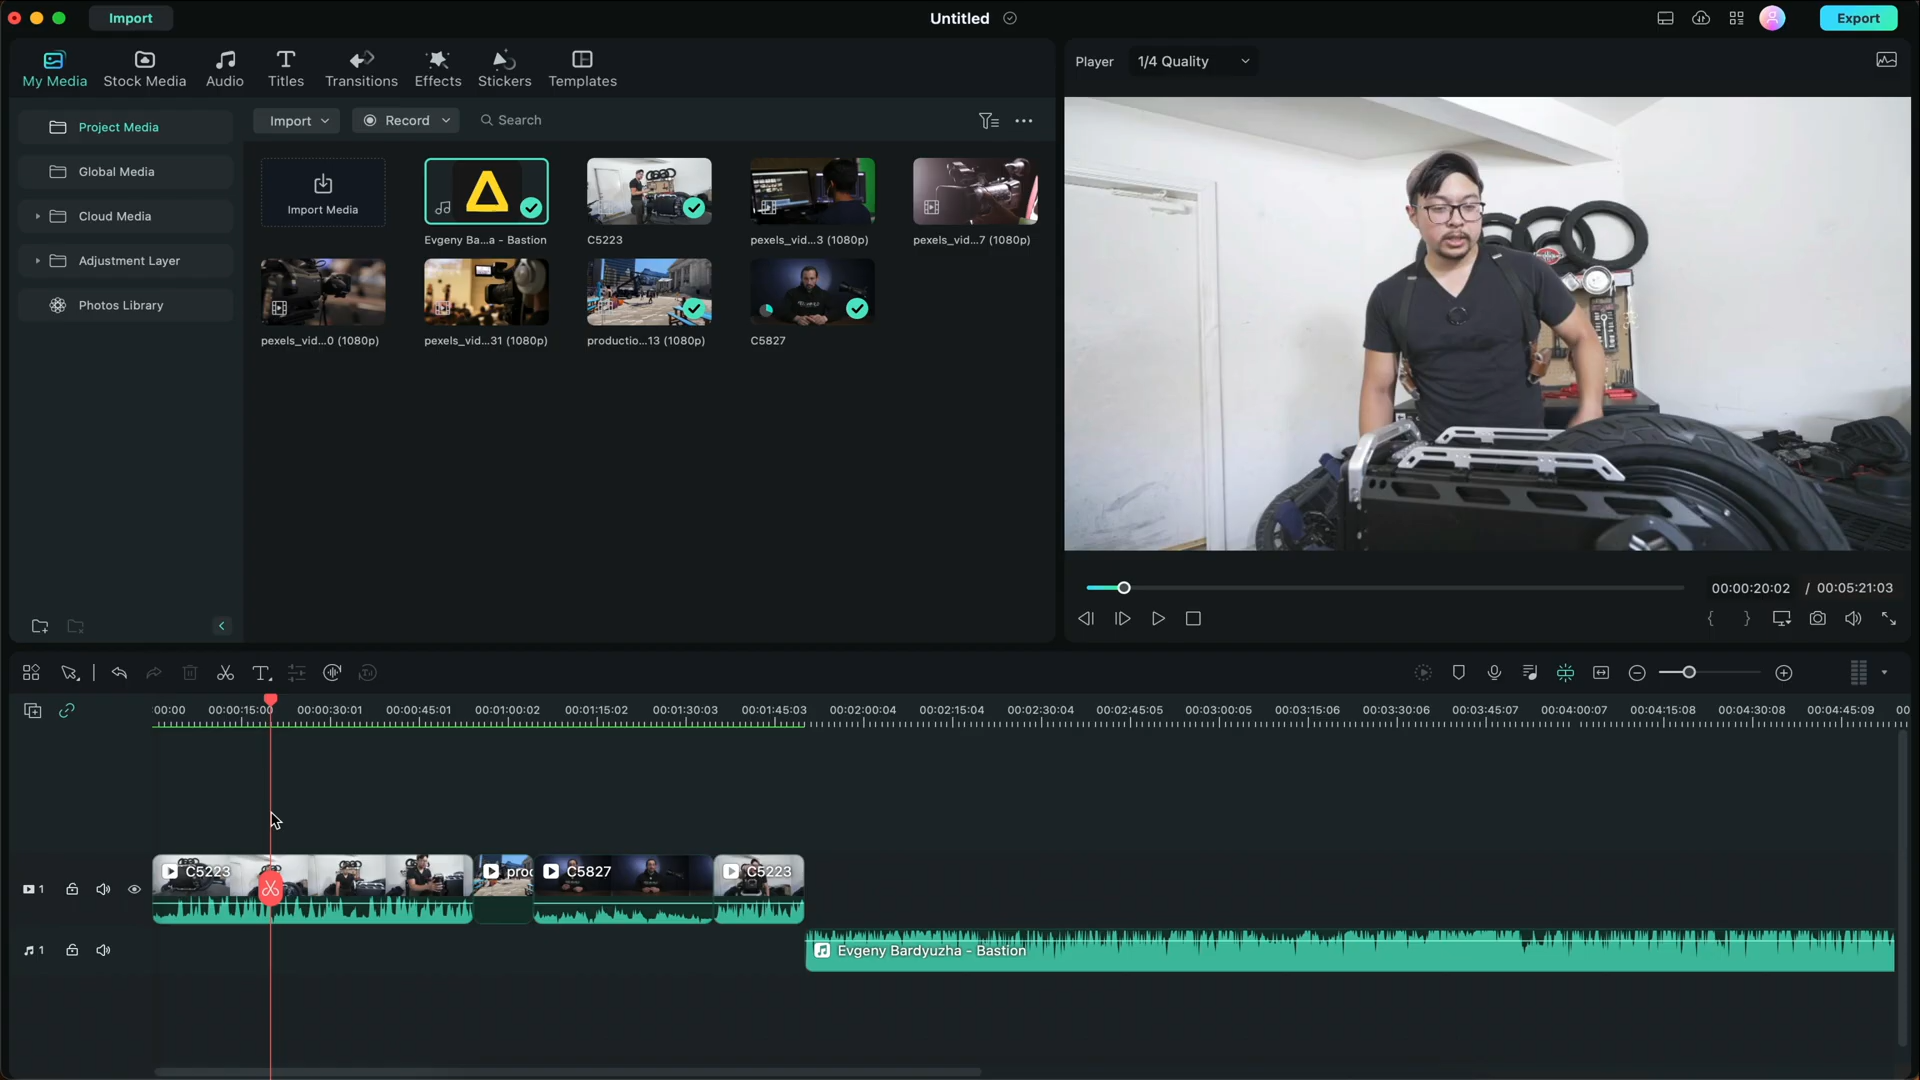 Import
Untitled
Export
My Media
Stock Media
Audio
Titles
Transitions
Effects
Stickers
Templates
Player
1/4 Quality
Project Media
Global Media
Cloud Media
Adjustment Layer
Photos Library
Import
Record
Search
Import Media
Evgeny Ba...a - Bastion
C5223
pexels_vid...3 (1080p)
pexels_vid...7 (1080p)
pexels_vid...0 (1080p)
pexels_vid...31 (1080p)
productio...13 (1080p)
C5827
00:00:20:02 / 00:05:21:03
:00:00 00:00:15:00 00:00:30:01 00:00:45:01 00:01:00:02 00:01:15:02 00:01:30:03 00:01:45:03 00:02:00:04 00:02:15:04 00:02:30:04 00:02:45:05 00:03:00:05 00:03:15:06 00:03:30:06 00:03:45:07 00:04:00:07 00:04:15:08 00:04:30:08 00:04:45:09 00
1
C5223
proc
C5827
C5223
1
Evgeny Bardyuzha - Bastion